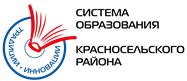 СИСТЕМА
ОБРАЗОВАНИЯ
КРАСНОСЕЛЬСКОГО
РАЙОНА
ТРАДИЦИИ · ИННОВАЦИИ